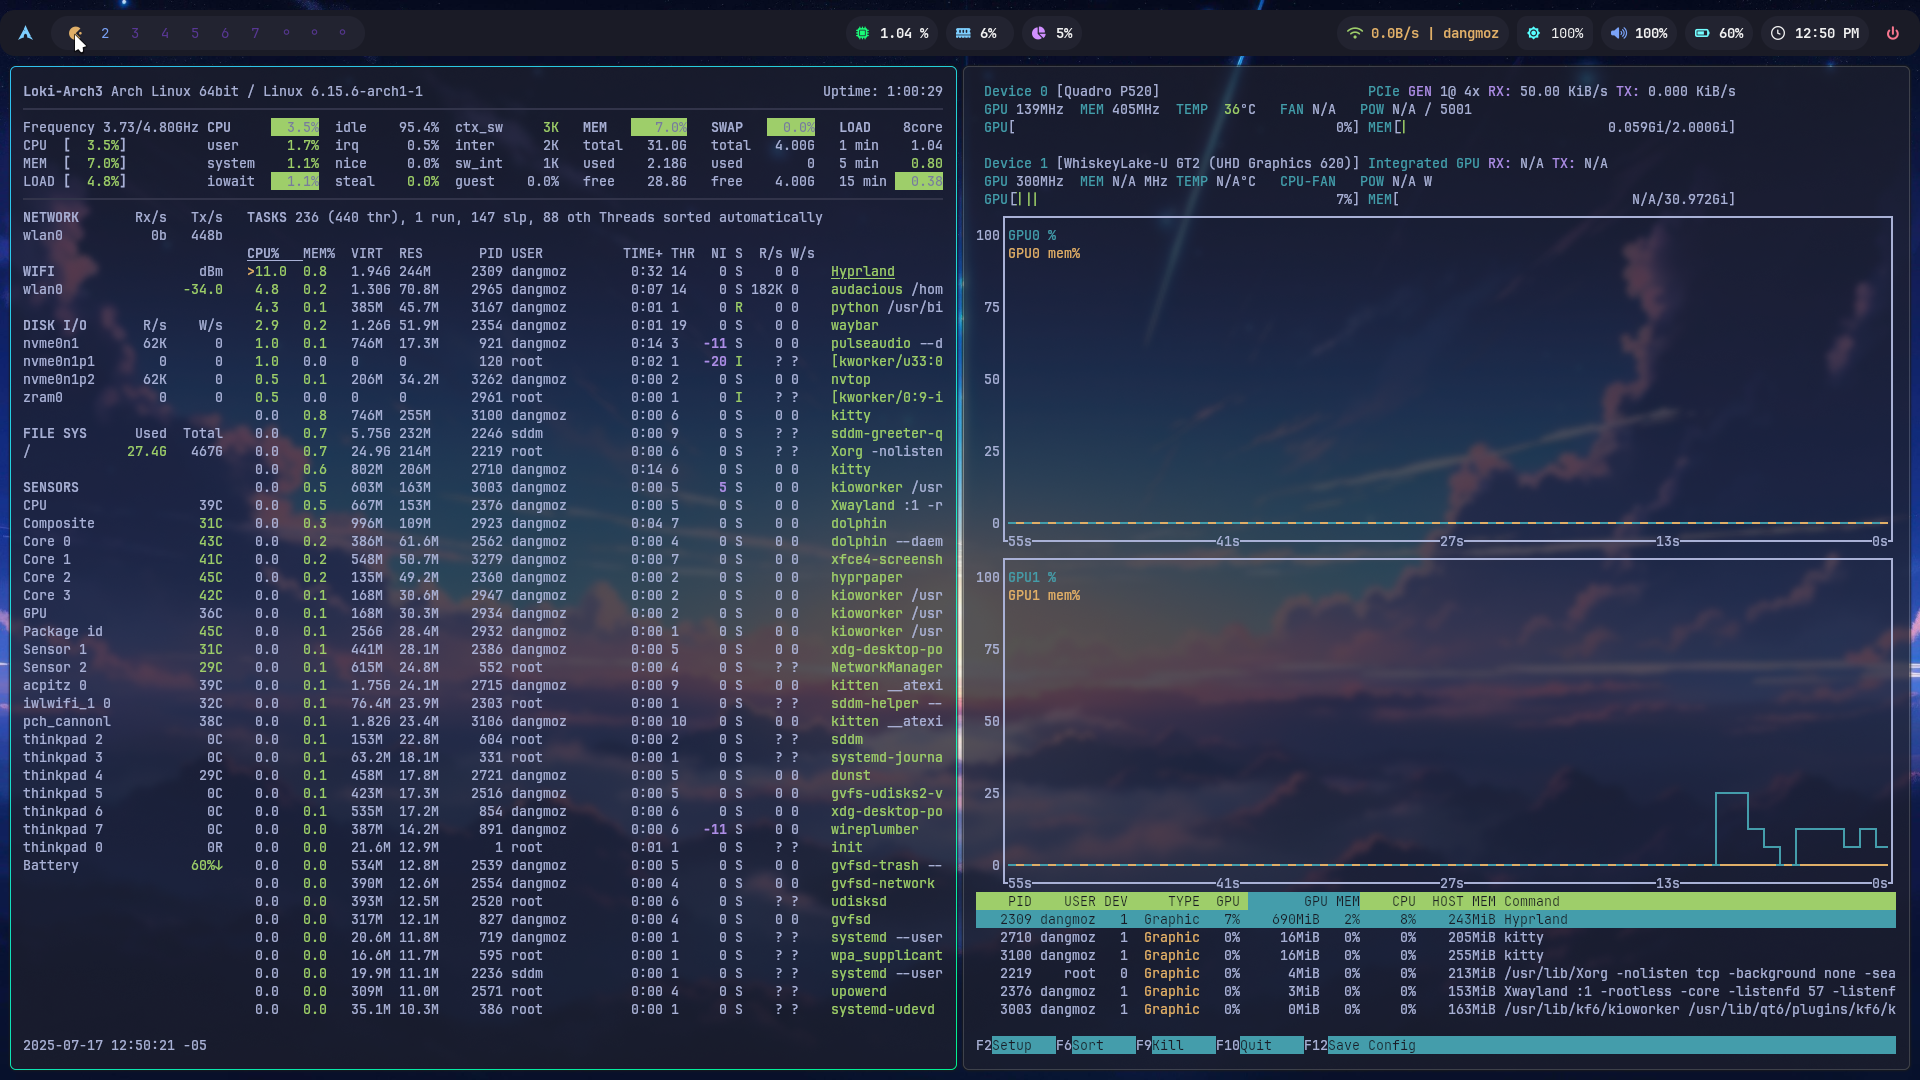 2 3 4 5 6 7
1.04 % 6% 5%
0.0B/s | dangmoz 100% 100% 60% 12:50 PM
Loki-Arch3 Arch Linux 64bit / Linux 6.15.6-arch1-1 Uptime: 1:00:29
Frequency 3.73/4.80GHz CPU 3.5% idle 95.4% ctx_sw 3K MEM 7.0% SWAP 0.0% LOAD 8core
CPU [ 3.5%] user 1.7% irq 0.5% inter 2K total 31.0G total 4.00G 1 min 1.04
MEM [ 7.0%] system 1.1% nice 0.0% sw_int 1K used 2.18G used 0 5 min 0.80
LOAD [ 4.8%] iowait 1.1% steal 0.0% guest 0.0% free 28.8G free 4.00G 15 min 0.38
NETWORK Rx/s Tx/s
wlan0 0b 448b
WIFI dBm
wlan0 -34.0
DISK I/O R/s W/s
nvme0n1 62K 0
nvme0n1p1 0 0
nvme0n1p2 62K 0
zram0 0 0
FILE SYS Used Total
/ 27.4G 467G
SENSORS
CPU 39C
Composite 31C
Core 0 43C
Core 1 41C
Core 2 45C
Core 3 42C
GPU 36C
Package id 45C
Sensor 1 31C
Sensor 2 29C
acpitz 0 39C
iwlwifi_1 0 32C
pch_cannonl 38C
thinkpad 2 0C
thinkpad 3 0C
thinkpad 4 29C
thinkpad 5 0C
thinkpad 6 0C
thinkpad 7 0C
thinkpad 0 0R
Battery 60%↓
TASKS 236 (440 thr), 1 run, 147 slp, 88 oth Threads sorted automatically
CPU% MEM% VIRT RES PID USER TIME+ THR NI S R/s W/s
>11.0 0.8 1.94G 244M 2309 dangmoz 0:32 14 0 S 0 0 Hyprland
4.8 0.2 1.30G 70.8M 2965 dangmoz 0:07 14 0 S 182K 0 audacious /hom
4.3 0.1 385M 45.7M 3167 dangmoz 0:01 1 0 R 0 0 python /usr/bi
2.9 0.2 1.26G 51.9M 2354 dangmoz 0:01 19 0 S 0 0 waybar
1.0 0.1 746M 17.3M 921 dangmoz 0:14 3 -11 S 0 0 pulseaudio --d
1.0 0.0 0 0 120 root 0:02 1 -20 I ? ? [kworker/u33:0
0.5 0.1 206M 34.2M 3262 dangmoz 0:00 2 0 S 0 0 nvtop
0.5 0.0 0 0 2961 root 0:00 1 0 I ? ? [kworker/0:9-i
0.0 0.8 746M 255M 3100 dangmoz 0:00 6 0 S 0 0 kitty
0.0 0.7 5.75G 232M 2246 sddm 0:00 9 0 S ? ? sddm-greeter-q
0.0 0.7 24.9G 214M 2219 root 0:00 6 0 S ? ? Xorg -nolisten
0.0 0.6 802M 206M 2710 dangmoz 0:14 6 0 S 0 0 kitty
0.0 0.5 603M 163M 3003 dangmoz 0:00 5 5 S 0 0 kioworker /usr
0.0 0.5 667M 153M 2376 dangmoz 0:00 5 0 S 0 0 Xwayland :1 -r
0.0 0.3 996M 109M 2923 dangmoz 0:04 7 0 S 0 0 dolphin
0.0 0.2 386M 61.6M 2562 dangmoz 0:00 4 0 S 0 0 dolphin --daem
0.0 0.2 548M 50.7M 3279 dangmoz 0:00 7 0 S 0 0 xfce4-screensh
0.0 0.2 135M 49.2M 2360 dangmoz 0:00 2 0 S 0 0 hyprpaper
0.0 0.1 168M 30.6M 2947 dangmoz 0:00 2 0 S 0 0 kioworker /usr
0.0 0.1 168M 30.3M 2934 dangmoz 0:00 2 0 S 0 0 kioworker /usr
0.0 0.1 256G 28.4M 2932 dangmoz 0:00 1 0 S 0 0 kioworker /usr
0.0 0.1 441M 28.1M 2386 dangmoz 0:00 5 0 S 0 0 xdg-desktop-po
0.0 0.1 615M 24.8M 552 root 0:00 4 0 S ? ? NetworkManager
0.0 0.1 1.75G 24.1M 2715 dangmoz 0:00 9 0 S 0 0 kitten __atexi
0.0 0.1 76.4M 23.9M 2303 root 0:00 1 0 S ? ? sddm-helper --
0.0 0.1 1.82G 23.4M 3106 dangmoz 0:00 10 0 S 0 0 kitten __atexi
0.0 0.1 153M 22.8M 604 root 0:00 2 0 S ? ? sddm
0.0 0.1 63.2M 18.1M 331 root 0:00 1 0 S ? ? systemd-journa
0.0 0.1 458M 17.8M 2721 dangmoz 0:00 5 0 S 0 0 dunst
0.0 0.1 423M 17.3M 2516 dangmoz 0:00 5 0 S 0 0 gvfs-udisks2-v
0.0 0.1 535M 17.2M 854 dangmoz 0:00 6 0 S 0 0 xdg-desktop-po
0.0 0.0 387M 14.2M 891 dangmoz 0:00 6 -11 S 0 0 wireplumber
0.0 0.0 21.6M 12.9M 1 root 0:01 1 0 S ? ? init
0.0 0.0 534M 12.8M 2539 dangmoz 0:00 5 0 S 0 0 gvfsd-trash --
0.0 0.0 390M 12.6M 2554 dangmoz 0:00 4 0 S 0 0 gvfsd-network
0.0 0.0 393M 12.5M 2520 root 0:00 6 0 S ? ? udisksd
0.0 0.0 317M 12.1M 827 dangmoz 0:00 4 0 S 0 0 gvfsd
0.0 0.0 20.6M 11.8M 719 dangmoz 0:00 1 0 S 0 0 systemd --user
0.0 0.0 16.6M 11.7M 595 root 0:00 1 0 S ? ? wpa_supplicant
0.0 0.0 19.9M 11.1M 2236 sddm 0:00 1 0 S ? ? systemd --user
0.0 0.0 309M 11.0M 2571 root 0:00 4 0 S ? ? upowerd
0.0 0.0 35.1M 10.3M 386 root 0:00 1 0 S ? ? systemd-udevd
2025-07-17 12:50:21 -05
Device 0 [Quadro P520] PCIe GEN 1@ 4x RX: 50.00 KiB/s TX: 0.000 KiB/s
GPU 139MHz MEM 405MHz TEMP 36°C FAN N/A POW N/A / 5001
GPU[ 0%] MEM[| 0.059Gi/2.000Gi]
Device 1 [WhiskeyLake-U GT2 (UHD Graphics 620)] Integrated GPU RX: N/A TX: N/A
GPU 300MHz MEM N/A MHz TEMP N/A°C CPU-FAN POW N/A W
GPU[||| 7%] MEM[ N/A/30.972Gi]
100 GPU0 %
GPU0 mem%
75
50
25
0
55s 41s 27s 13s 0s
100 GPU1 %
GPU1 mem%
75
50
25
0
55s 41s 27s 13s 0s
PID USER DEV TYPE GPU GPU MEM CPU HOST MEM Command
2309 dangmoz 1 Graphic 7% 690MiB 2% 8% 243MiB Hyprland
2710 dangmoz 1 Graphic 0% 16MiB 0% 0% 205MiB kitty
3100 dangmoz 1 Graphic 0% 16MiB 0% 0% 255MiB kitty
2219 root 0 Graphic 0% 4MiB 0% 0% 213MiB /usr/lib/Xorg -nolisten tcp -background none -sea
2376 dangmoz 1 Graphic 0% 3MiB 0% 0% 153MiB Xwayland :1 -rootless -core -listenfd 57 -listenf
3003 dangmoz 1 Graphic 0% 0MiB 0% 0% 163MiB /usr/lib/kf6/kioworker /usr/lib/qt6/plugins/kf6/k
F2Setup F6Sort F9Kill F10Quit F12Save Config